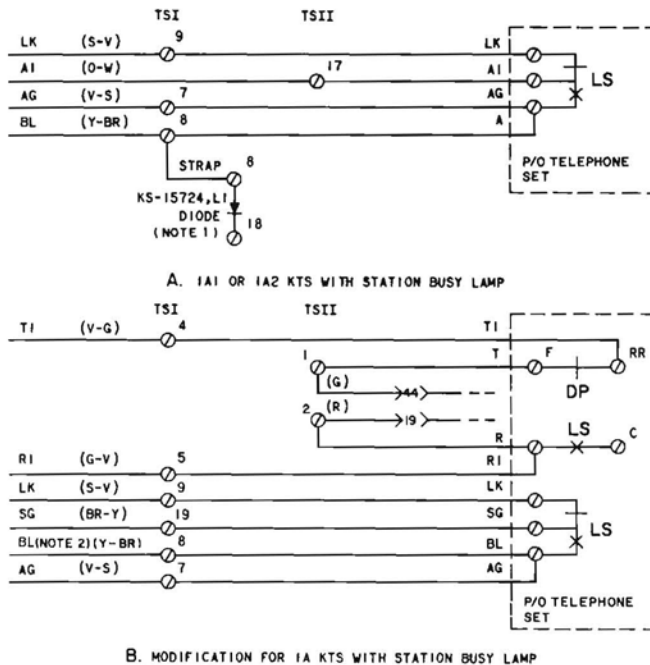 TSI TSII
LK (S-V) 9 LK
A1 (O-W) 17 A1 LS
AG (V-S) 7 AG
BL (Y-BR) 8 A
STRAP 8
P/O TELEPHONE
SET
KS-15724,L1
DIODE 18
(NOTE 1)
A. 1A1 OR 1A2 KTS WITH STATION BUSY LAMP
TSI TSII
T1 (V-G) 4 T1
1 T F RR
(G) 44 DP
2 (R) 19
R LS C
R1 (G-V) 5 R1
LK (S-V) 9 LK
SG (BR-Y) 19 SG LS
BL(NOTE 2)(Y-BR) 8 BL
AG (V-S) 7 AG
P/O TELEPHONE
SET
B. MODIFICATION FOR 1A KTS WITH STATION BUSY LAMP